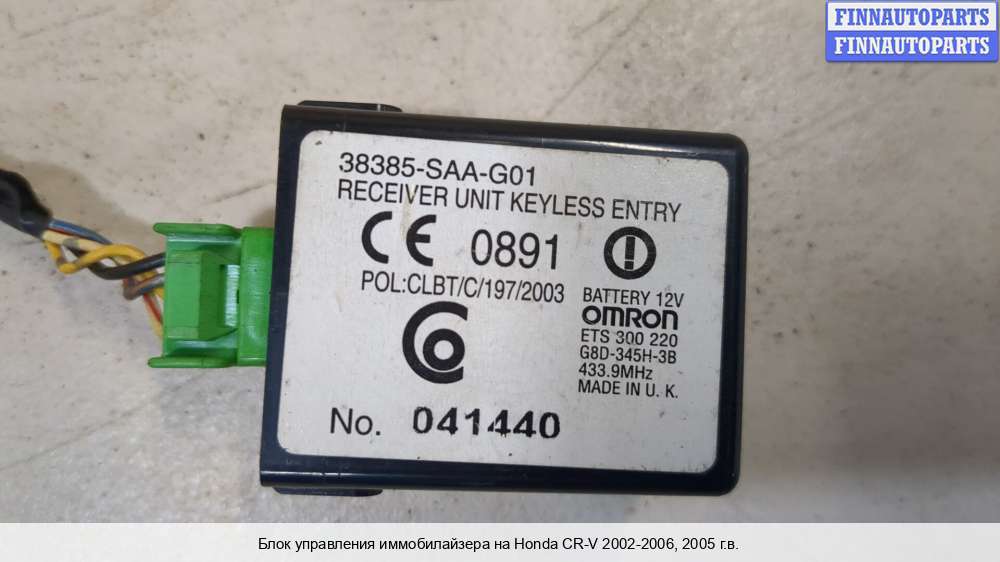 FINNAUTOPARTS
FINNAUTOPARTS
38385-SAA-G01
RECEIVER UNIT KEYLESS ENTRY
CE 0891
POL:CLBT/C/197/2003
BATTERY 12V
OMRON
ETS 300 220
G8D-345H-3B
433.9MHz
MADE IN U. K.
No. 041440
Блок управления иммобилайзера на Honda CR-V 2002-2006, 2005 г.в.